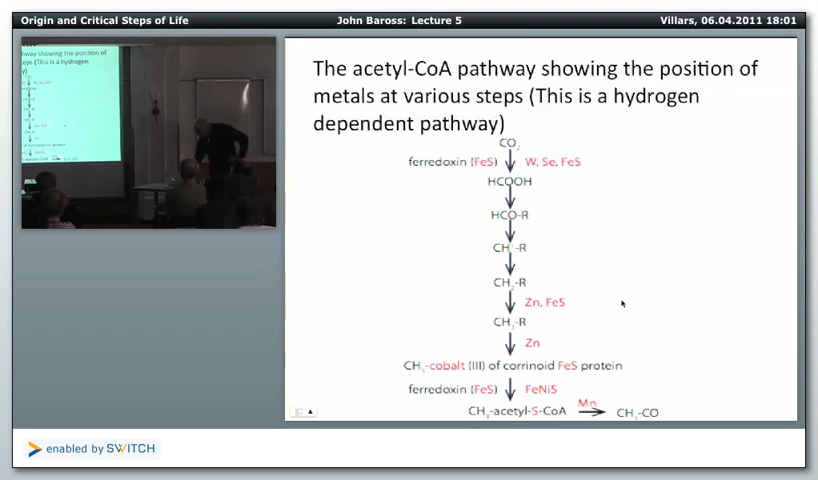 Origin and Critical Steps of Life
John Baross: Lecture 5
Villars, 06.04.2011 18:01
The acetyl-CoA pathway showing the position of
metals at various steps (This is a hydrogen
dependent pathway)
CO2
ferredoxin (FeS) W, Se, FeS
HCOOH
HCO-R
CH+-R
CH2-R
Zn, FeS
CH3-R
Zn
CH3-cobalt (III) of corrinoid FeS protein
ferredoxin (FeS) FeNiS
CH3-acetyl-S-CoA Mn CH3-CO
enabled by SWITCH